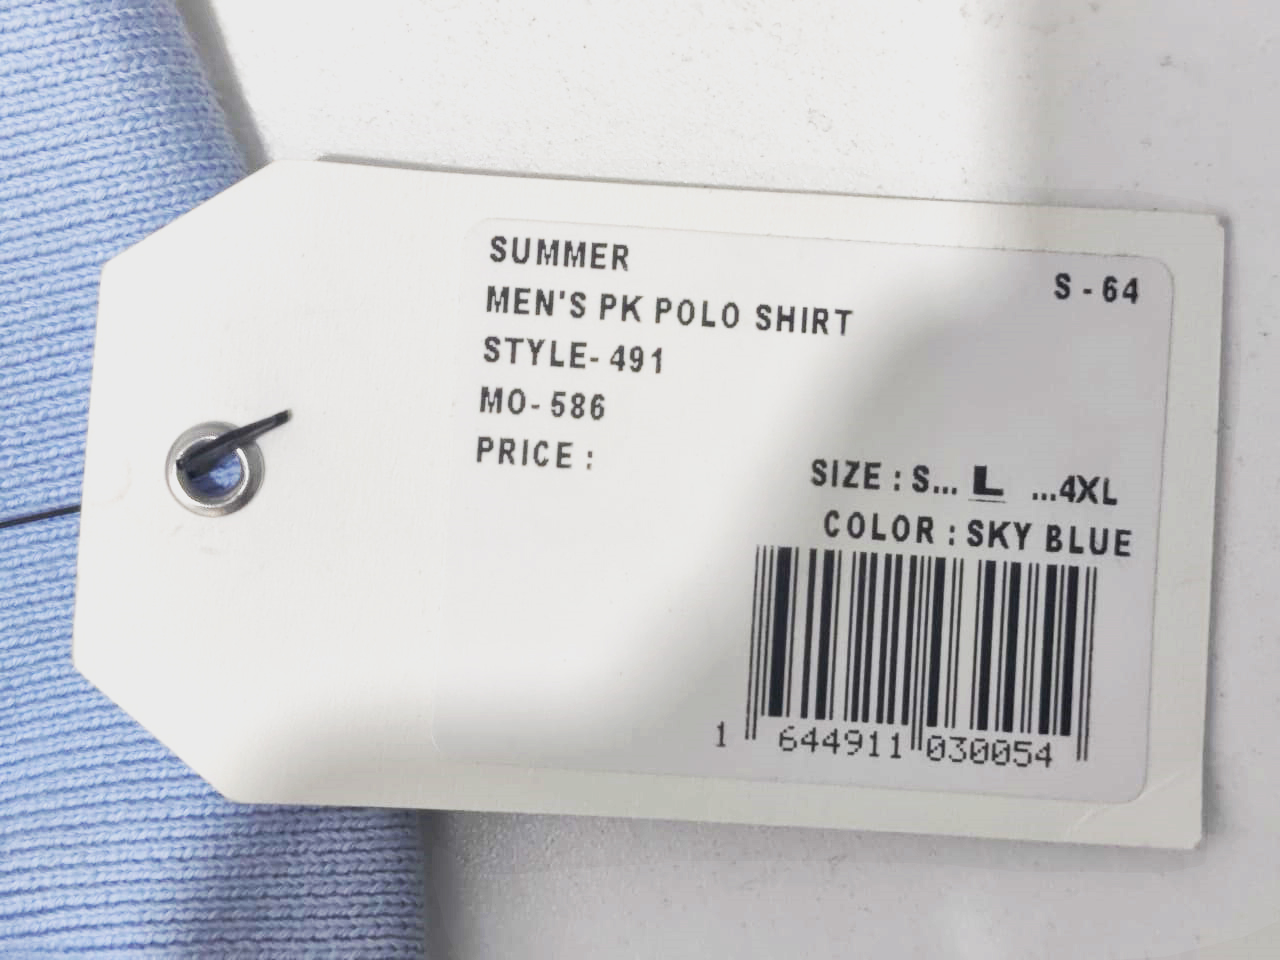 SUMMER
S - 64
MEN'S PK POLO SHIRT
STYLE- 491
MO- 586
PRICE :
SIZE : S... L ...4XL
COLOR : SKY BLUE
1 644911 030054